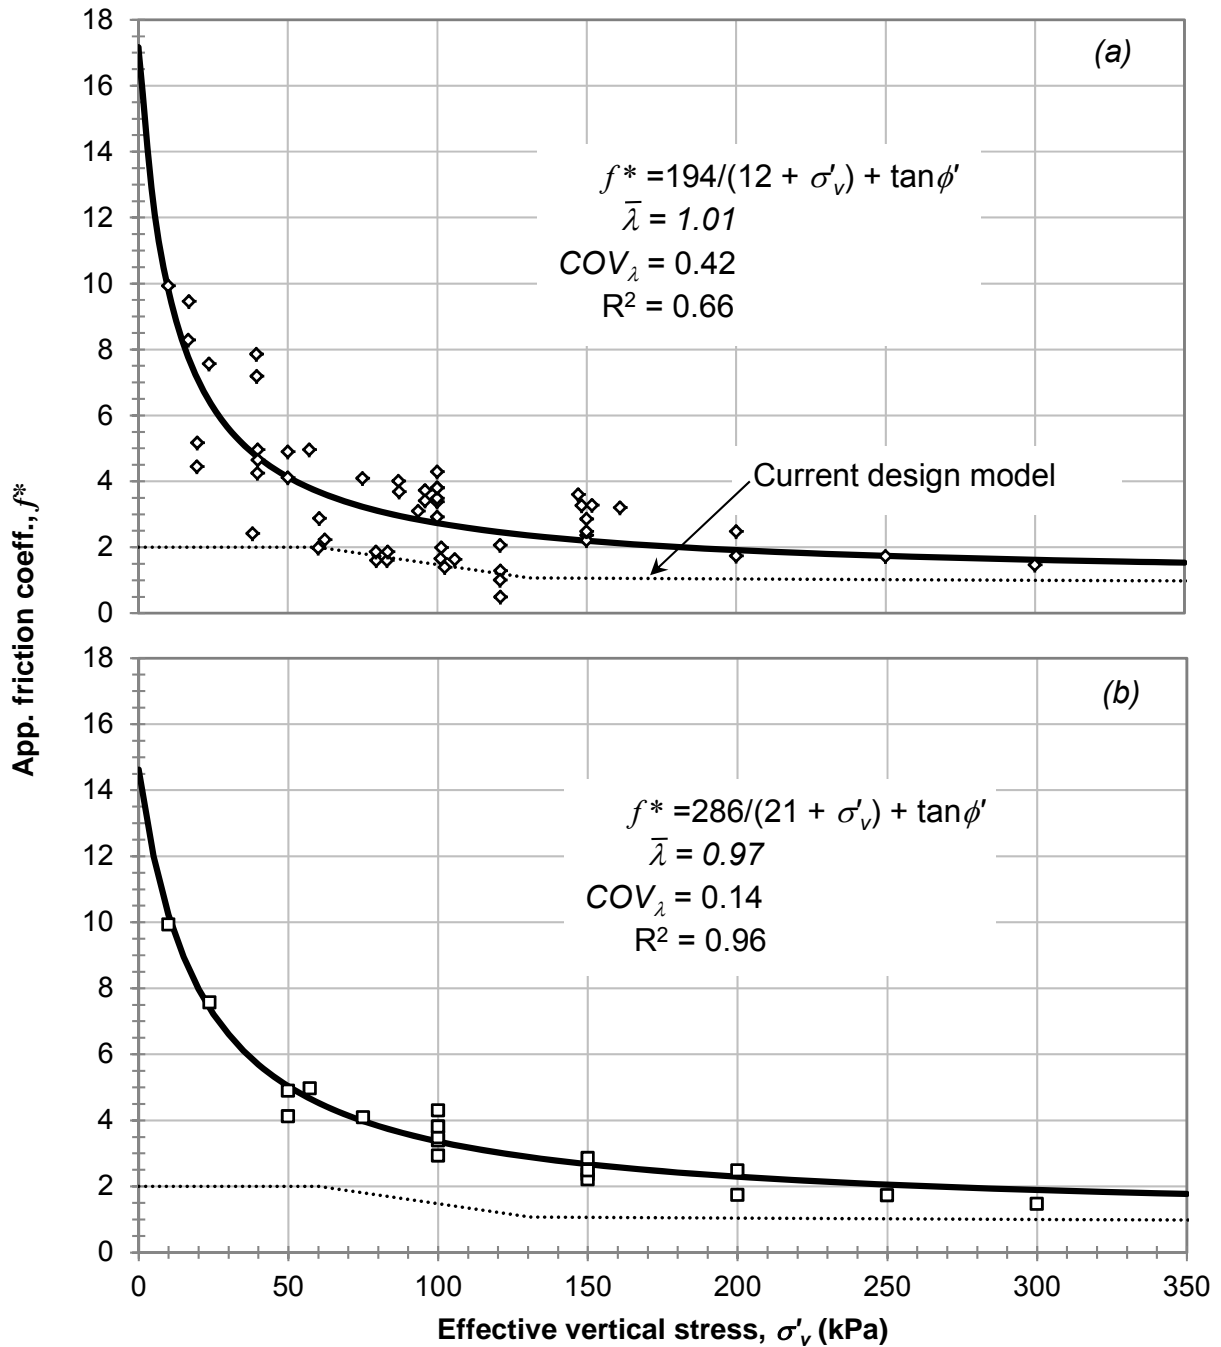 18
16
14
12
10
8
6
4
2
0
(a)
f* =194/(12 + σ′v) + tanϕ′
λ̅ = 1.01
COVλ = 0.42
R² = 0.66
Current design model
App. friction coeff., f*
18
16
14
12
10
8
6
4
2
0
(b)
f* =286/(21 + σ′v) + tanϕ′
λ̅ = 0.97
COVλ = 0.14
R² = 0.96
0 50 100 150 200 250 300 350
Effective vertical stress, σ′v (kPa)